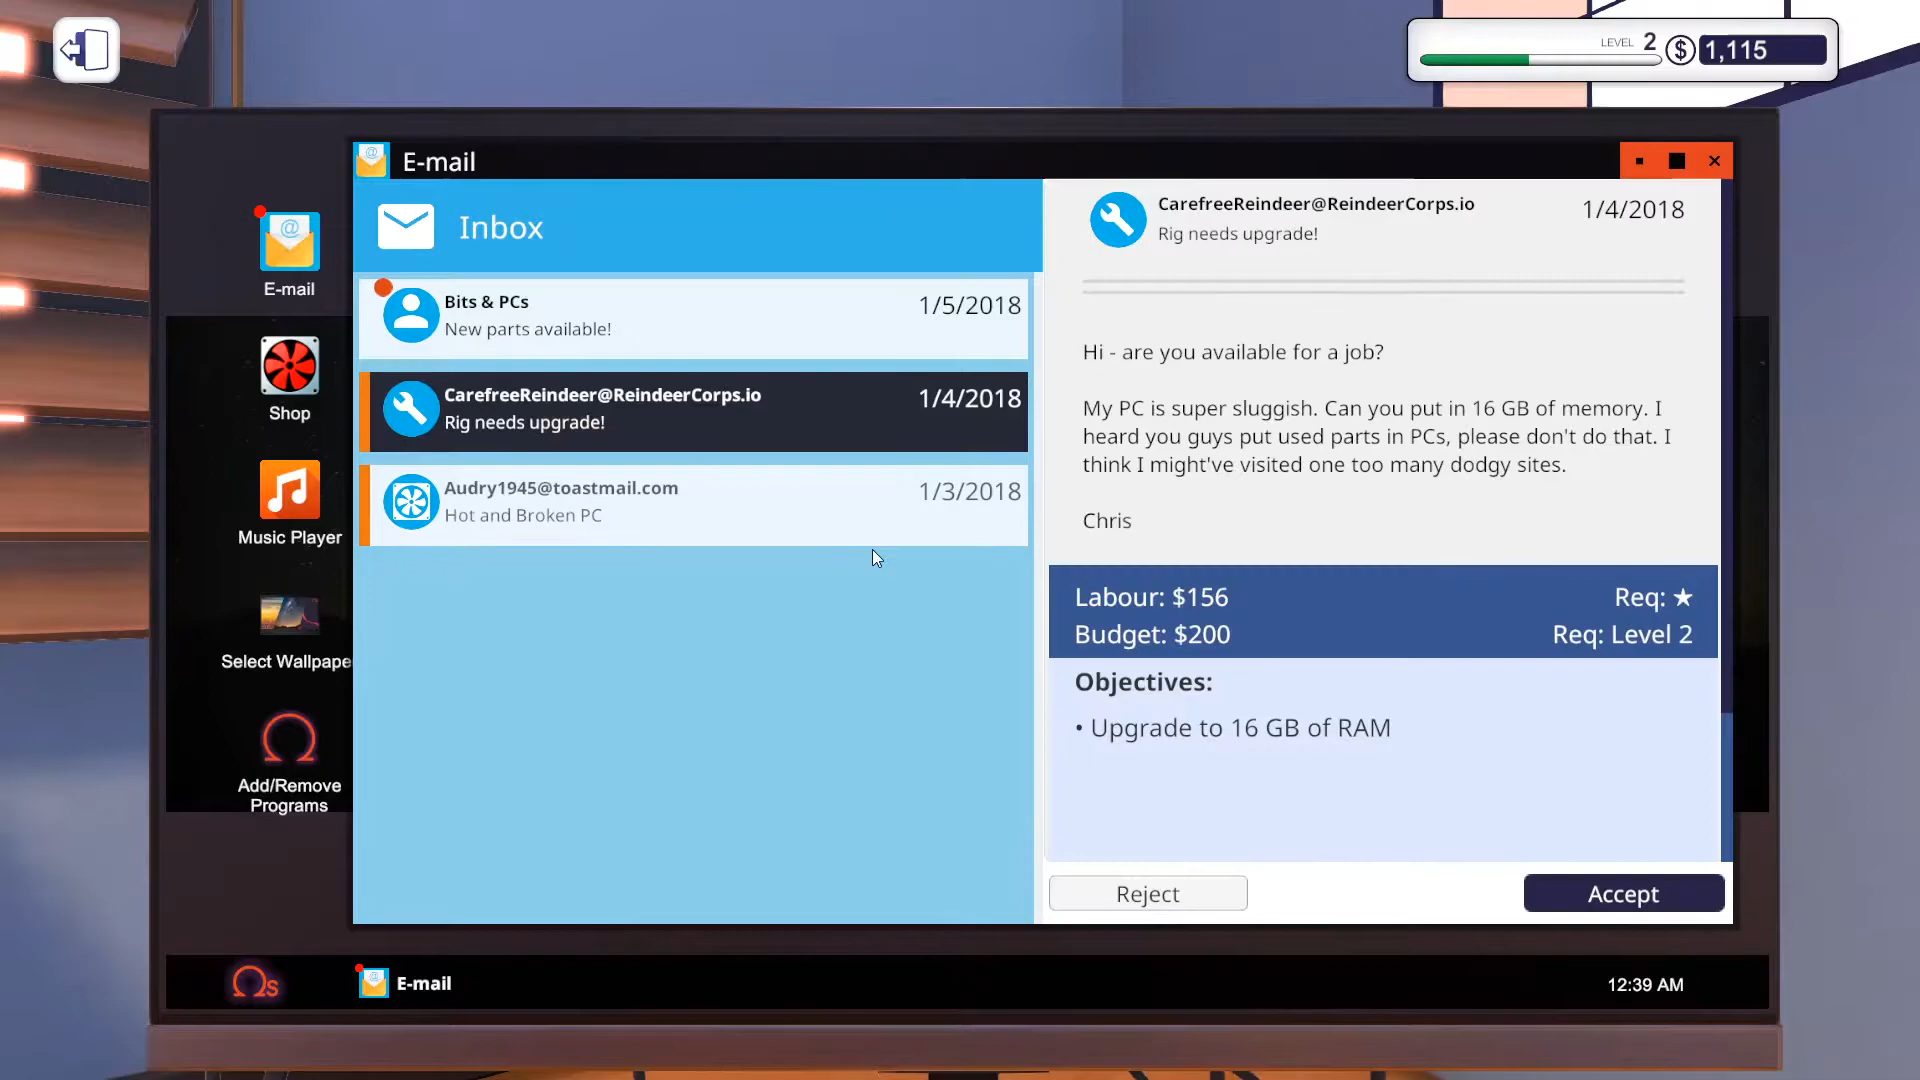 LEVEL 2 $ 1,115
E-mail
Inbox
Bits & PCs
New parts available!
1/5/2018
CarefreeReindeer@ReindeerCorps.io
Rig needs upgrade!
1/4/2018
Audry1945@toastmail.com
Hot and Broken PC
1/3/2018
CarefreeReindeer@ReindeerCorps.io
Rig needs upgrade!
1/4/2018
Hi - are you available for a job?
My PC is super sluggish. Can you put in 16 GB of memory. I
heard you guys put used parts in PCs, please don't do that. I
think I might've visited one too many dodgy sites.
Chris
Labour: $156
Req: ★
Budget: $200
Req: Level 2
Objectives:
• Upgrade to 16 GB of RAM
Reject
Accept
E-mail
Shop
Music Player
Select Wallpape
Add/Remove
Programs
Ωs
E-mail
12:39 AM